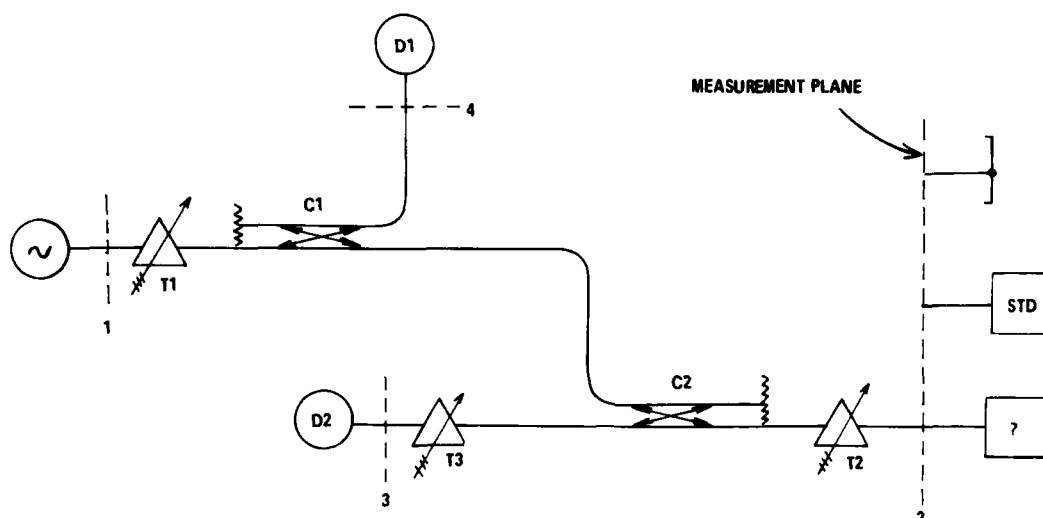 D1
MEASUREMENT PLANE
4
C1
~
T1
STD
1
C2
D2
?
T3
T2
3
2